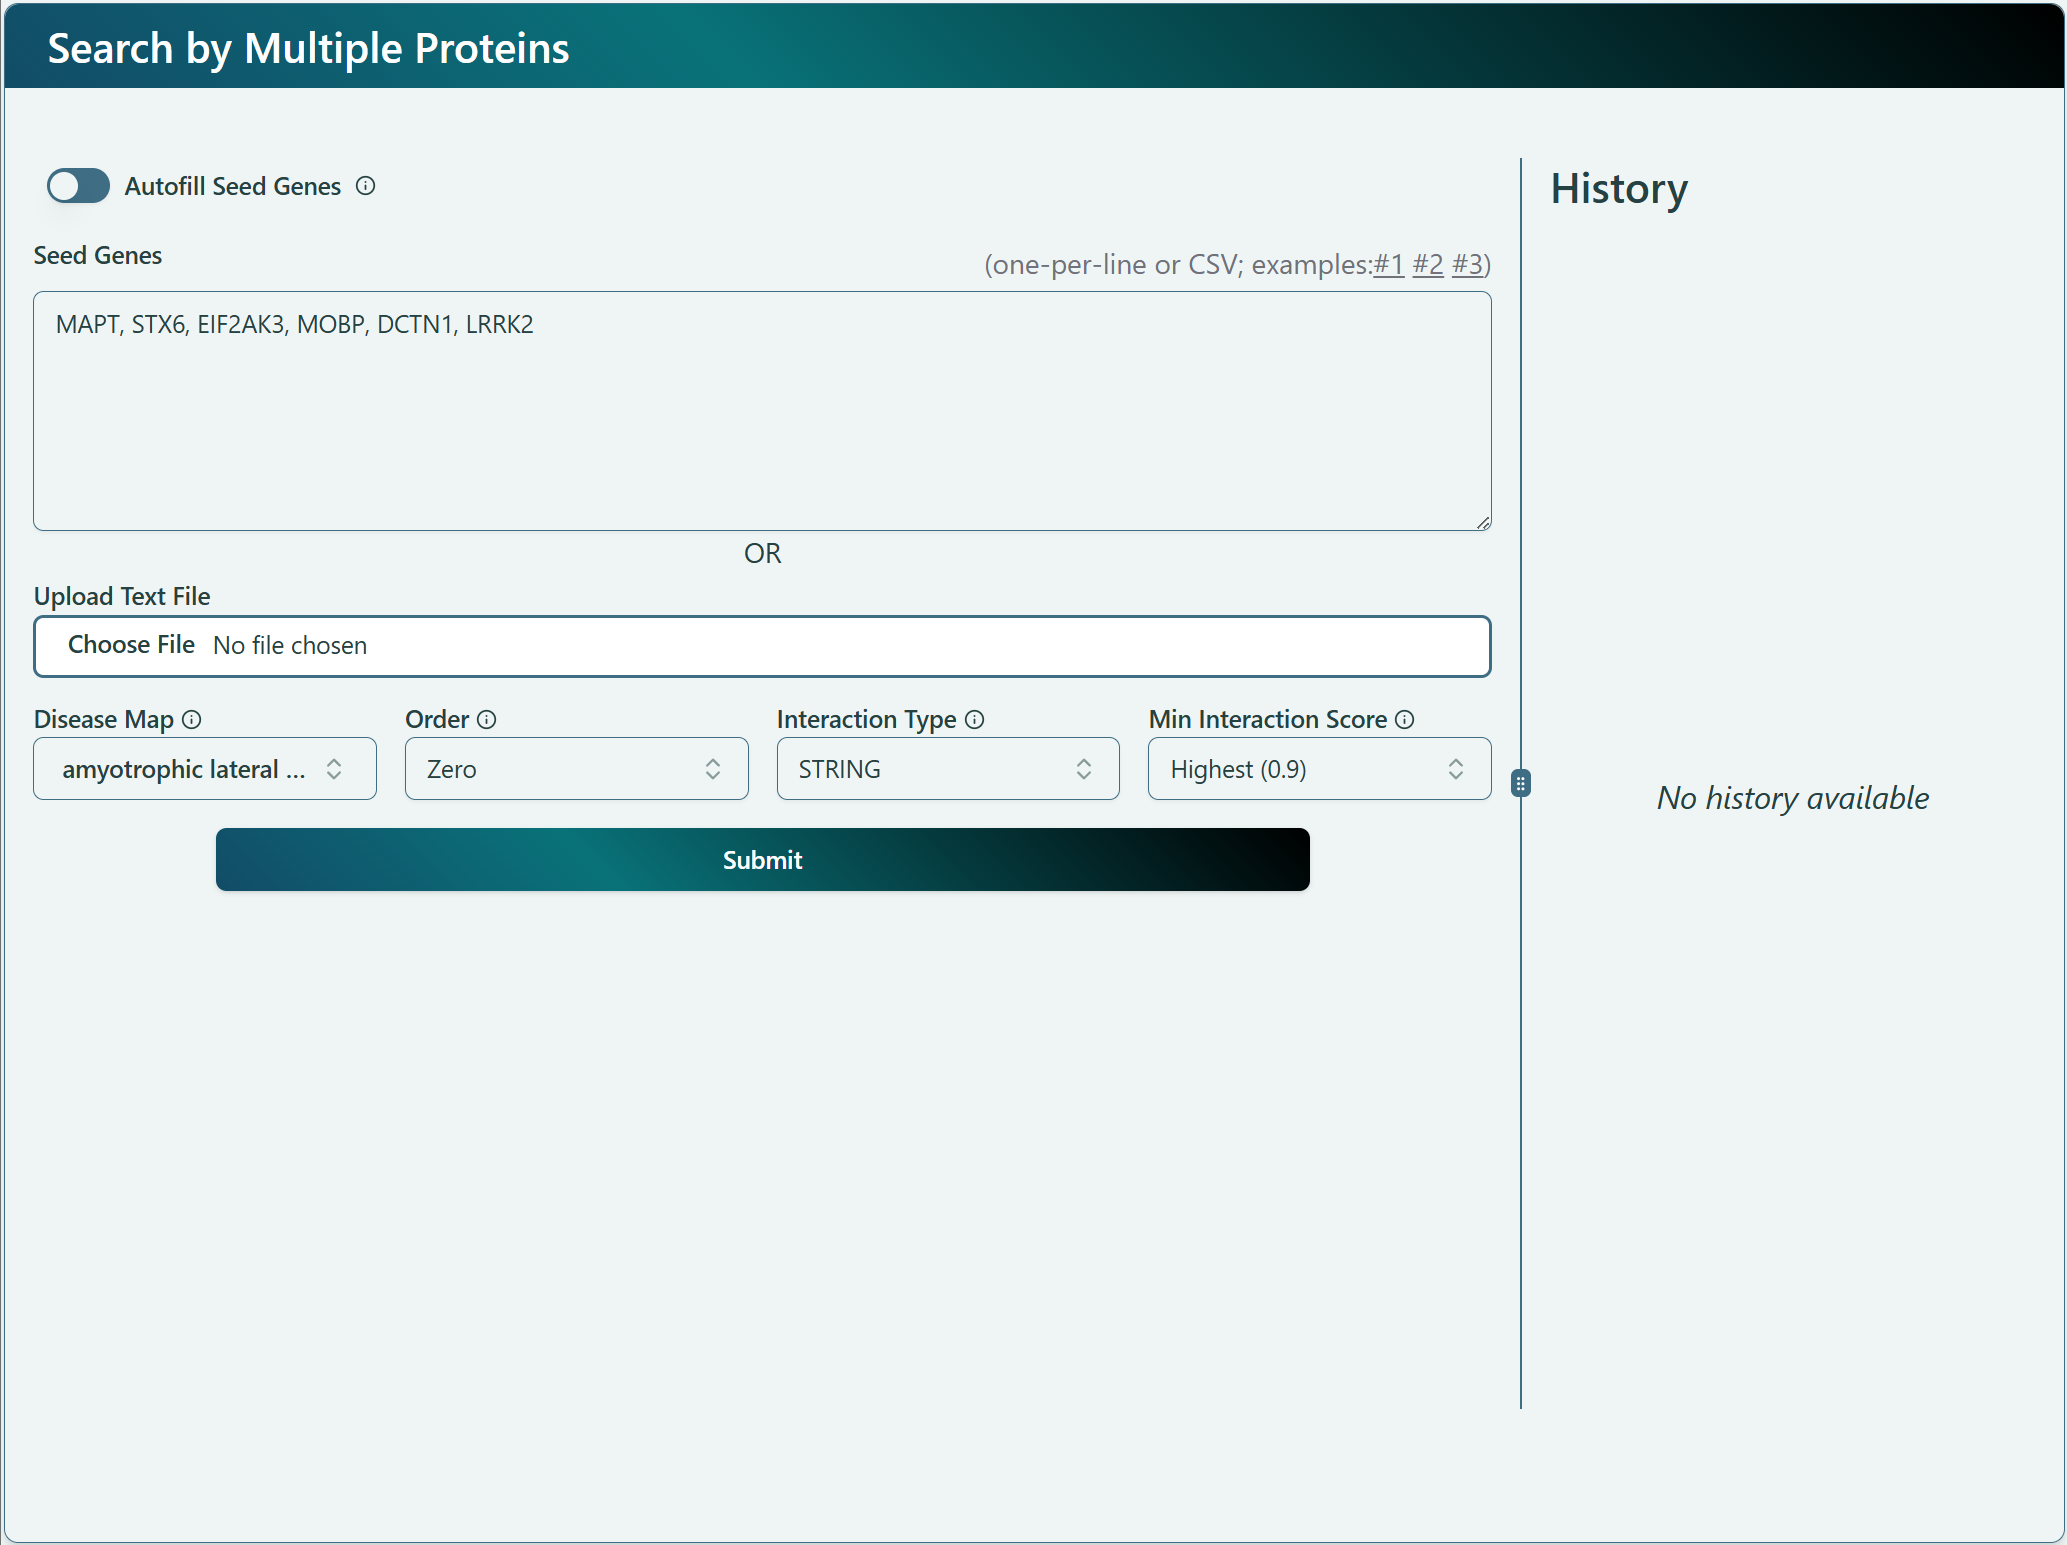 Search by Multiple Proteins
Autofill Seed Genes
Seed Genes
(one-per-line or CSV; examples:#1 #2 #3)
MAPT, STX6, EIF2AK3, MOBP, DCTN1, LRRK2
OR
Upload Text File
Choose File No file chosen
Disease Map
Order
Interaction Type
Min Interaction Score
amyotrophic lateral ...
Zero
STRING
Highest (0.9)
Submit
History
No history available